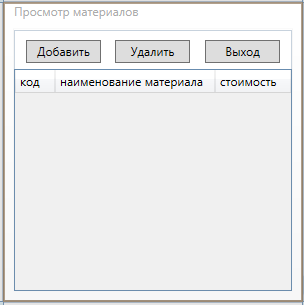 Просмотр материалов
Добавить Удалить Выход
код наименование материала стоимость